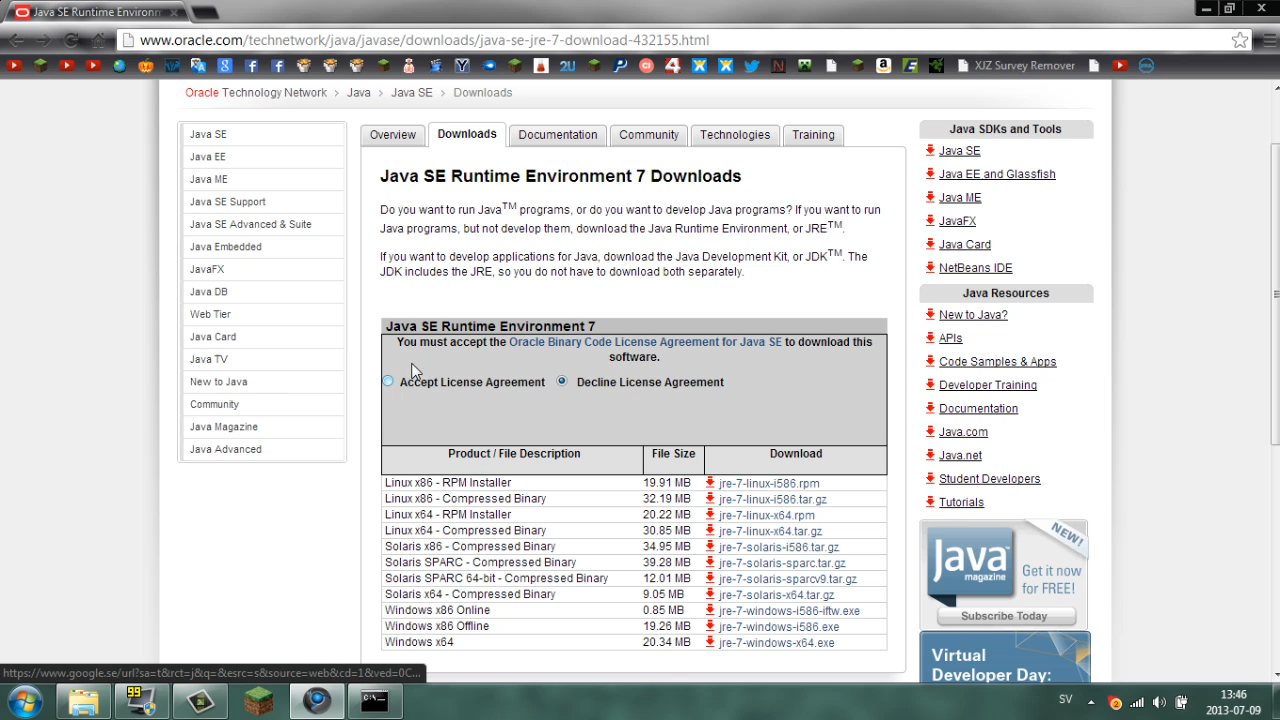 Java SE Runtime Environm
www.oracle.com/technetwork/java/javase/downloads/java-se-jre-7-download-432155.html
XJZ Survey Remover
Oracle Technology Network > Java > Java SE > Downloads
Java SE
Java EE
Java ME
Java SE Support
Java SE Advanced & Suite
Java Embedded
JavaFX
Java DB
Web Tier
Java Card
Java TV
New to Java
Community
Java Magazine
Java Advanced
Overview Downloads Documentation Community Technologies Training
Java SE Runtime Environment 7 Downloads
Do you want to run Java™ programs, or do you want to develop Java programs? If you want to run
Java programs, but not develop them, download the Java Runtime Environment, or JRE™.
If you want to develop applications for Java, download the Java Development Kit, or JDK™. The
JDK includes the JRE, so you do not have to download both separately.
Java SE Runtime Environment 7
You must accept the Oracle Binary Code License Agreement for Java SE to download this
software.
Accept License Agreement Decline License Agreement
Product / File Description File Size Download
Linux x86 - RPM Installer 19.91 MB jre-7-linux-i586.rpm
Linux x86 - Compressed Binary 32.19 MB jre-7-linux-i586.tar.gz
Linux x64 - RPM Installer 20.22 MB jre-7-linux-x64.rpm
Linux x64 - Compressed Binary 30.85 MB jre-7-linux-x64.tar.gz
Solaris x86 - Compressed Binary 34.95 MB jre-7-solaris-i586.tar.gz
Solaris SPARC - Compressed Binary 39.28 MB jre-7-solaris-sparc.tar.gz
Solaris SPARC 64-bit - Compressed Binary 12.01 MB jre-7-solaris-sparcv9.tar.gz
Solaris x64 - Compressed Binary 9.05 MB jre-7-solaris-x64.tar.gz
Windows x86 Online 0.85 MB jre-7-windows-i586-iftw.exe
Windows x86 Offline 19.26 MB jre-7-windows-i586.exe
Windows x64 20.34 MB jre-7-windows-x64.exe
Java SDKs and Tools
Java SE
Java EE and Glassfish
Java ME
JavaFX
Java Card
NetBeans IDE
Java Resources
New to Java?
APIs
Code Samples & Apps
Developer Training
Documentation
Java.com
Java.net
Student Developers
Tutorials
NEW!
Java
magazine
Get it now
for FREE!
Subscribe Today
Virtual
Developer Day:
https://www.google.se/url?sa=t&rct=j&q=&esrc=s&source=web&cd=1&ved=0C...
99
SV
13:46
2013-07-09